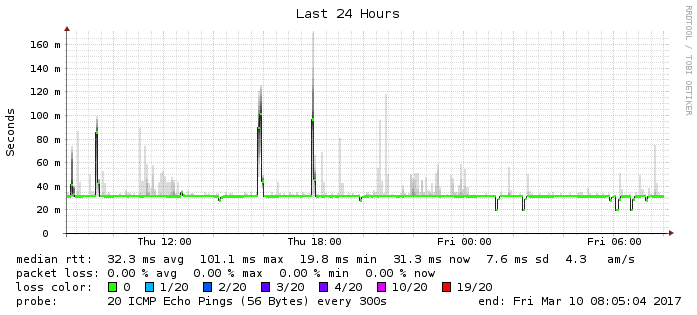 Last 24 Hours
RRDTOOL / TOBI OETIKER
Seconds
160 m
140 m
120 m
100 m
80 m
60 m
40 m
20 m
0
Thu 12:00 Thu 18:00 Fri 00:00 Fri 06:00
median rtt: 32.3 ms avg 101.1 ms max 19.8 ms min 31.3 ms now 7.6 ms sd 4.3 am/s
packet loss: 0.00 % avg 0.00 % max 0.00 % min 0.00 % now
loss color: 0 1/20 2/20 3/20 4/20 10/20 19/20
probe: 20 ICMP Echo Pings (56 Bytes) every 300s end: Fri Mar 10 08:05:04 2017